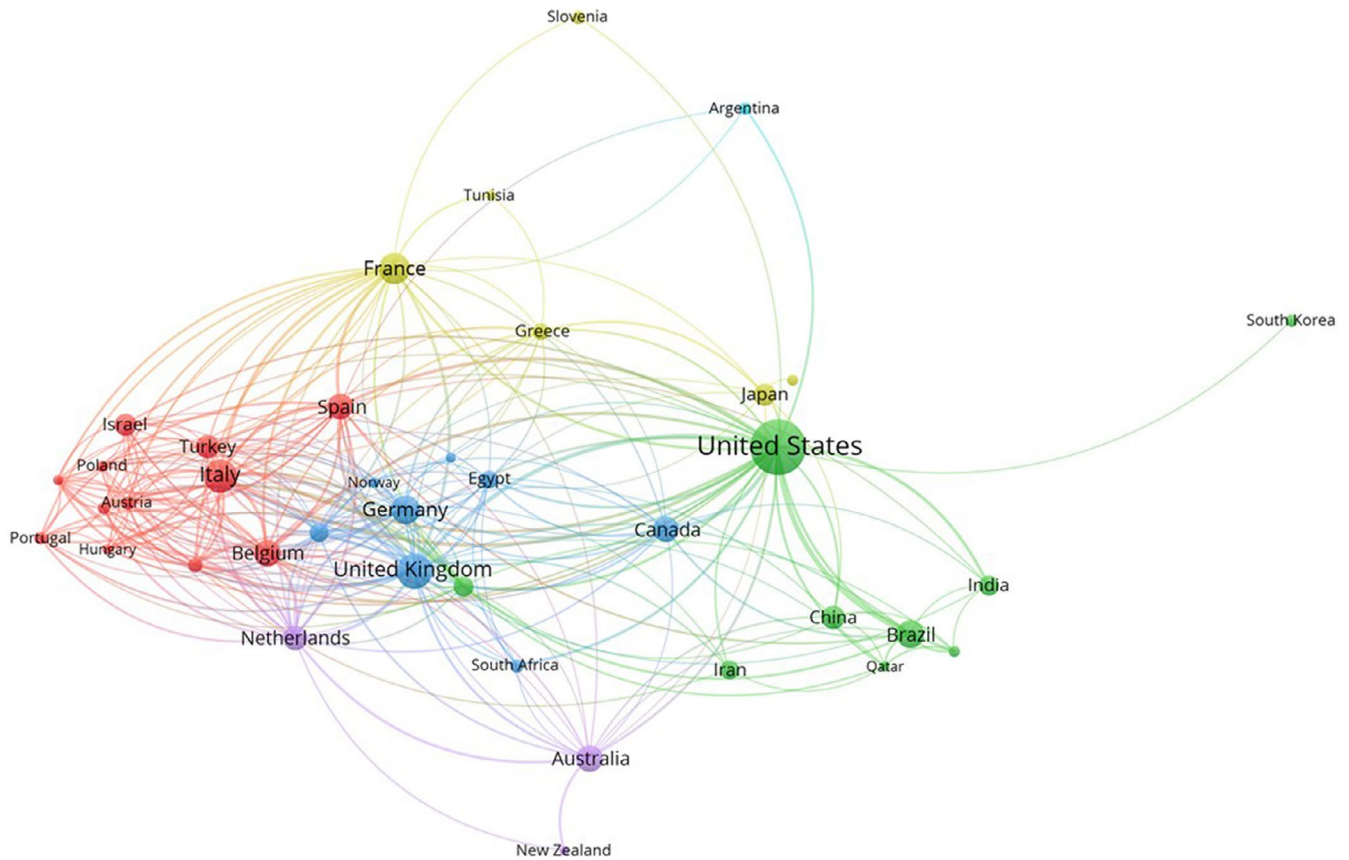 Slovenia
Argentina
Tunisia
France
South Korea
Greece
Japan
Spain
Israel
Turkey
United States
Poland
Italy
Norway
Egypt
Austria
Germany
Canada
Portugal
Hungary
Belgium
United Kingdom
India
China
Brazil
Netherlands
South Africa
Iran
Qatar
Australia
New Zealand